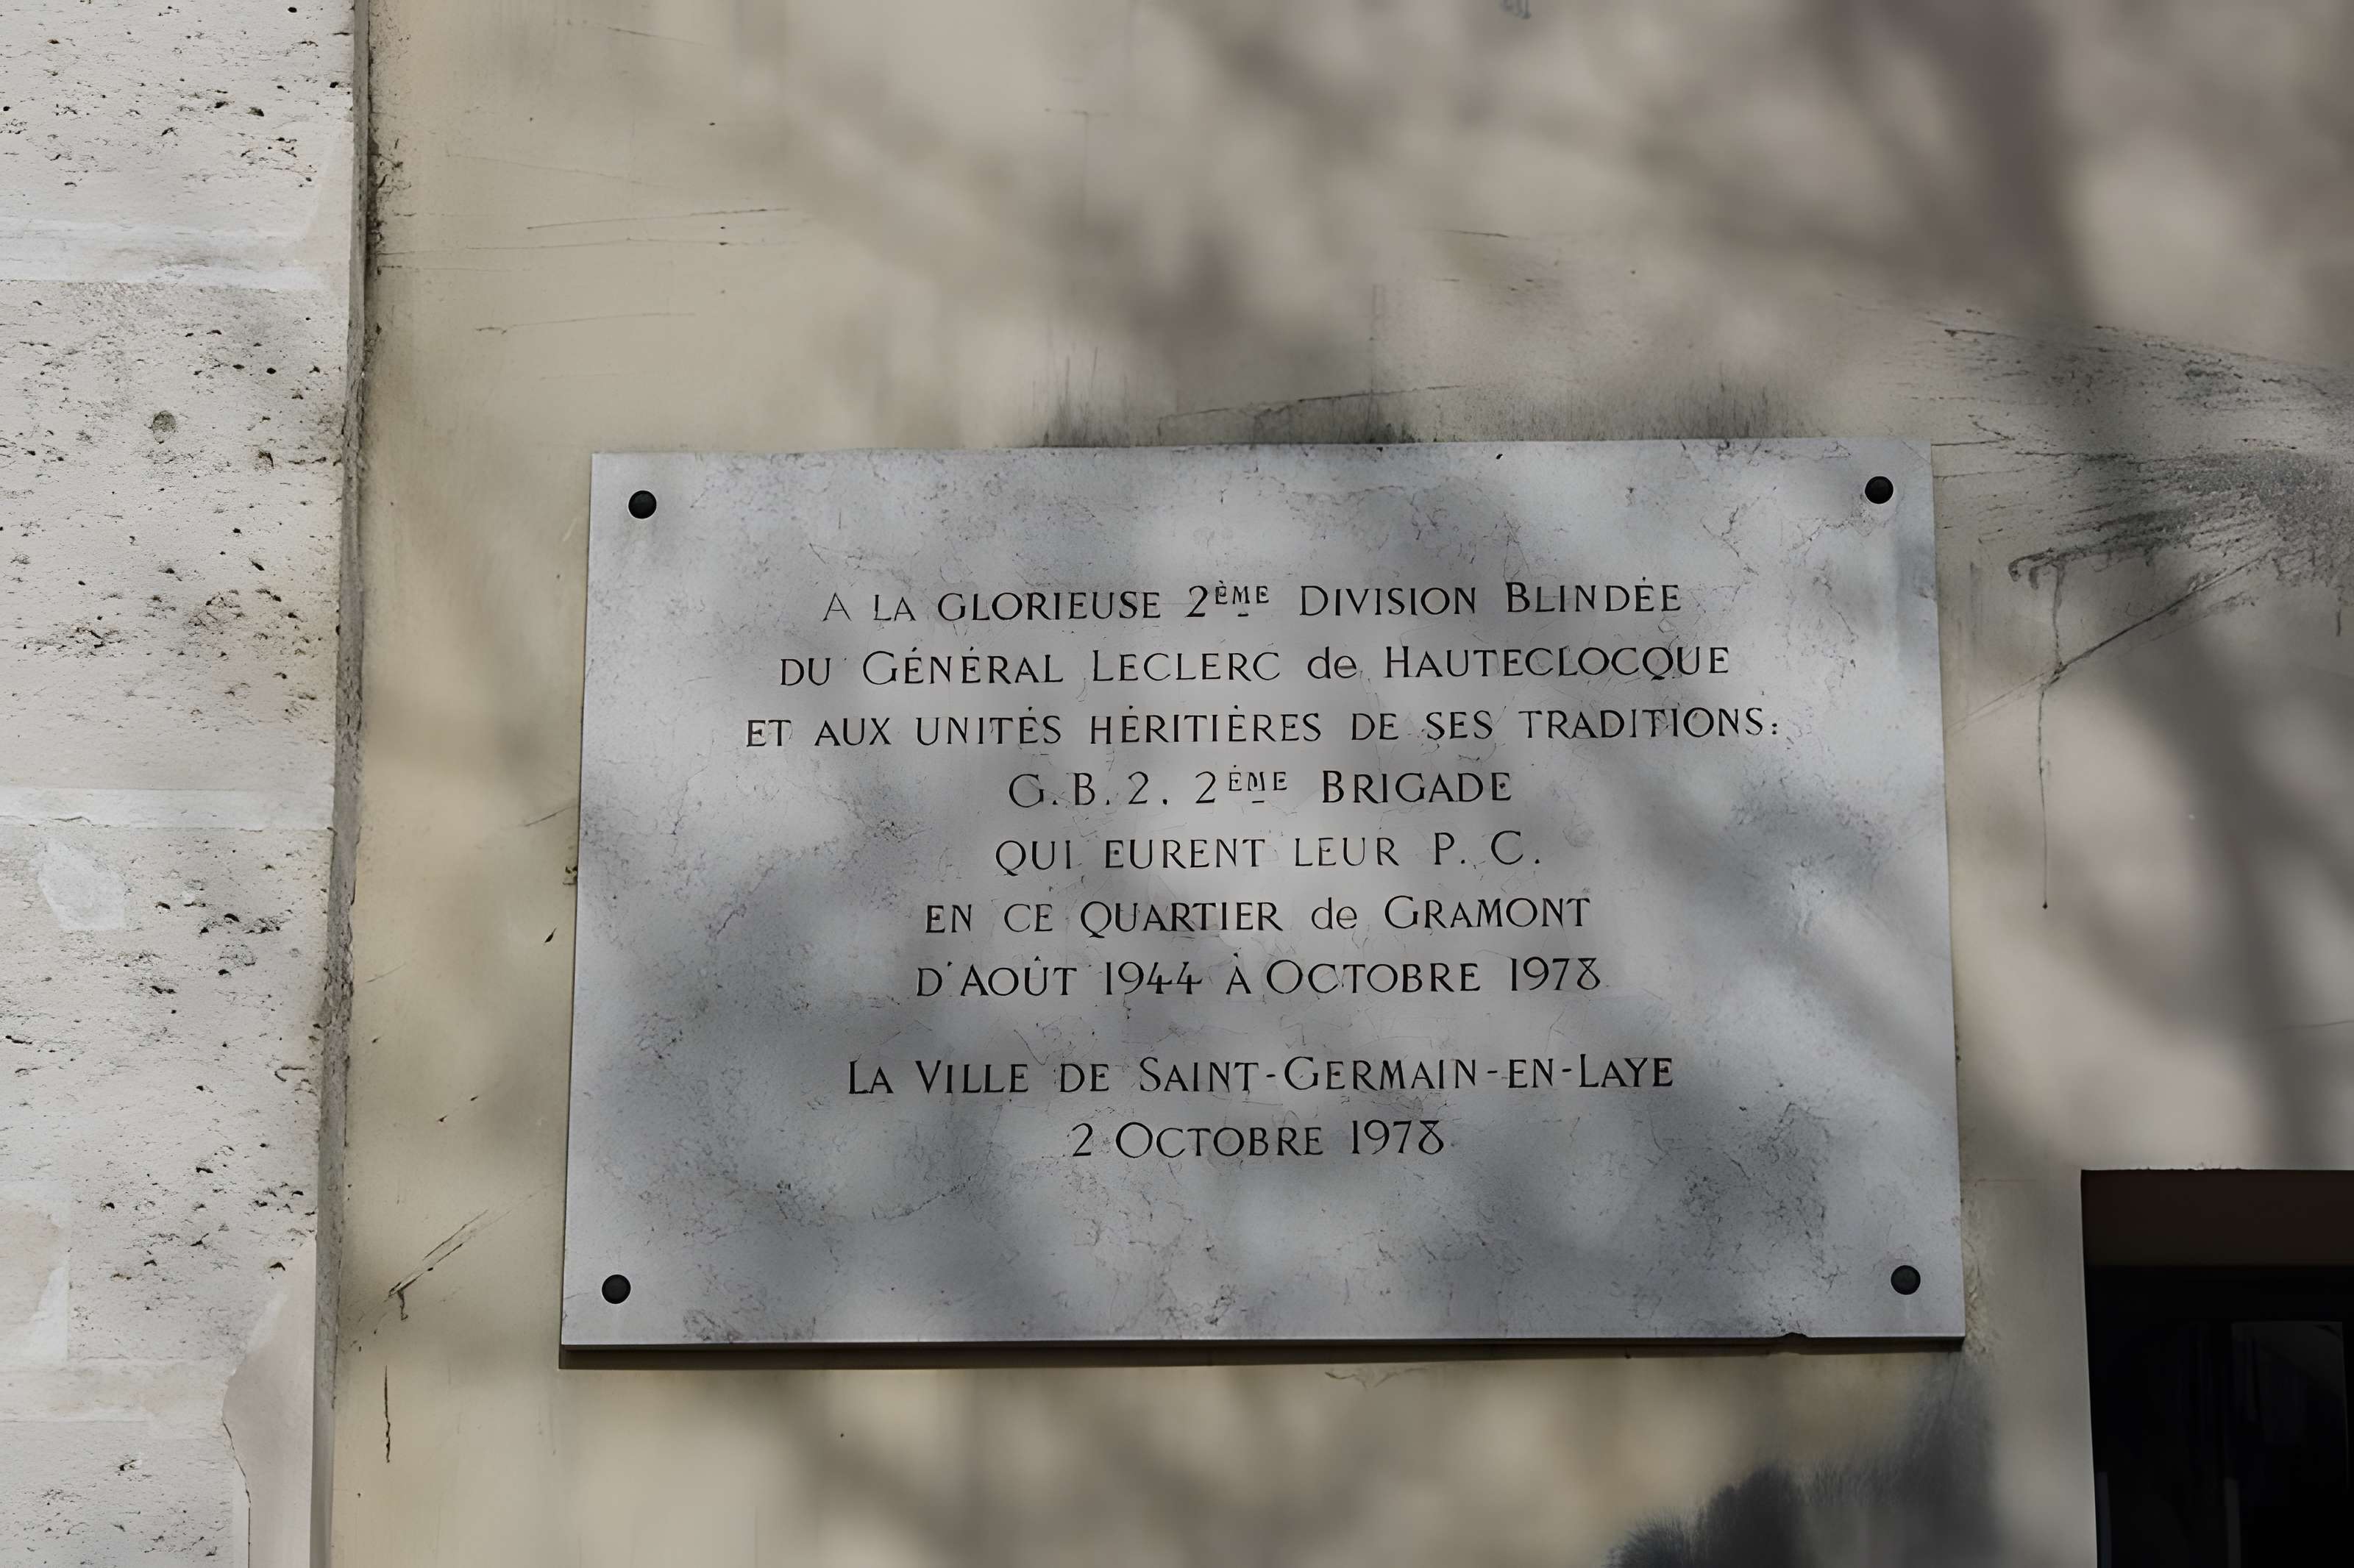 A LA GLORIEUSE 2ÈME DIVISION BLINDÉE
DU GÉNÉRAL LECLERC de HAUTECLOCQUE
ET AUX UNITÉS HÉRITIÈRES DE SES TRADITIONS:
G.B.2. 2ÈME BRIGADE
QUI EURENT LEUR P. C.
EN CE QUARTIER de GRAMONT
D'AOÛT 1944 À OCTOBRE 1978
LA VILLE DE SAINT-GERMAIN-EN-LAYE
2 OCTOBRE 1978